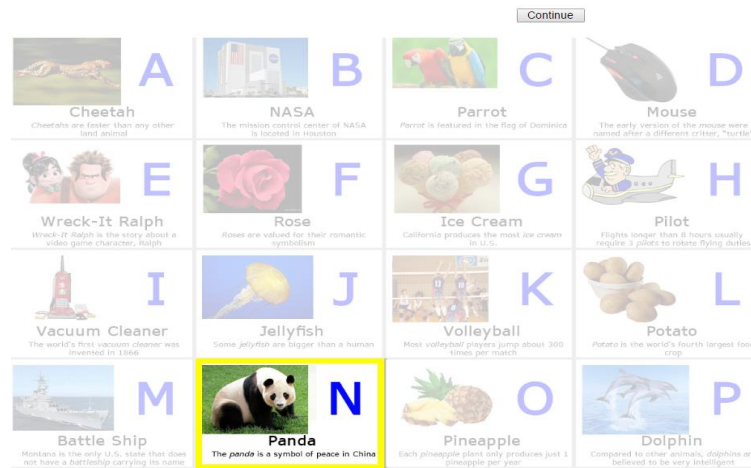 Continue
A
B
C
D
Cheetah
NASA
Parrot
Mouse
Cheetahs are faster than any other
land animal
The mission control center of NASA
is located in Houston
Parrot is featured in the flag of Dominica
The early version of the mouse were
named after a different critter, "turtle
E
F
G
H
Wreck-It Ralph
Rose
Ice Cream
Pilot
Wreck-It Ralph is the story about a
video game character, Ralph
Roses are valued for their romantic
symbolism
California produces the most ice cream
in U.S.
Flights longer than 8 hours usually
require 3 pilots to rotate flying duties
I
J
K
L
Vacuum Cleaner
Jellyfish
Volleyball
Potato
The world's first vacuum cleaner was
invented in 1866
Some jellyfish are bigger than a human
Most volleyball players jump about 300
times per match
Potato is the world's fourth largest foo
crop
M
N
O
P
Battle Ship
Panda
Pineapple
Dolphin
Montana is the only U.S. state that does
not have a battleship carrying its name
The panda is a symbol of peace in China
Each pineapple plant only produces just 1
pineapple per year
Compared to other animals, dolphins a
believed to be very intelligent